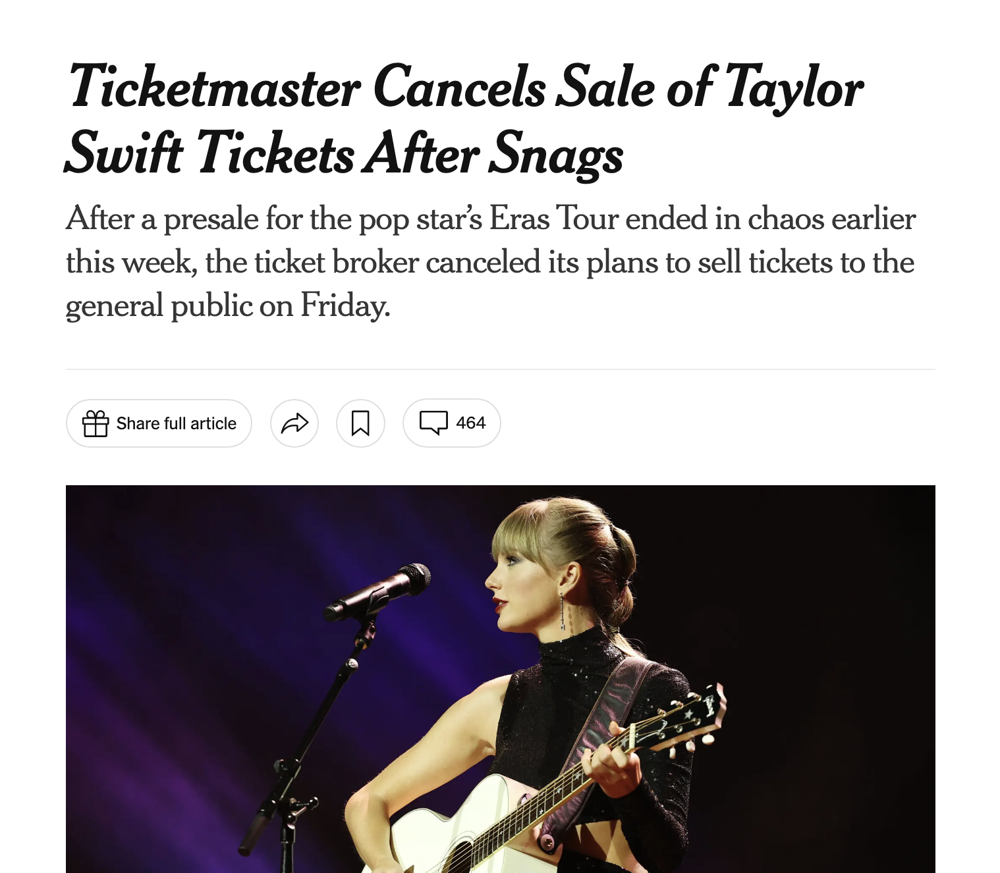 Ticketmaster Cancels Sale of Taylor
Swift Tickets After Snags
After a presale for the pop star’s Eras Tour ended in chaos earlier
this week, the ticket broker canceled its plans to sell tickets to the
general public on Friday.
Share full article
464